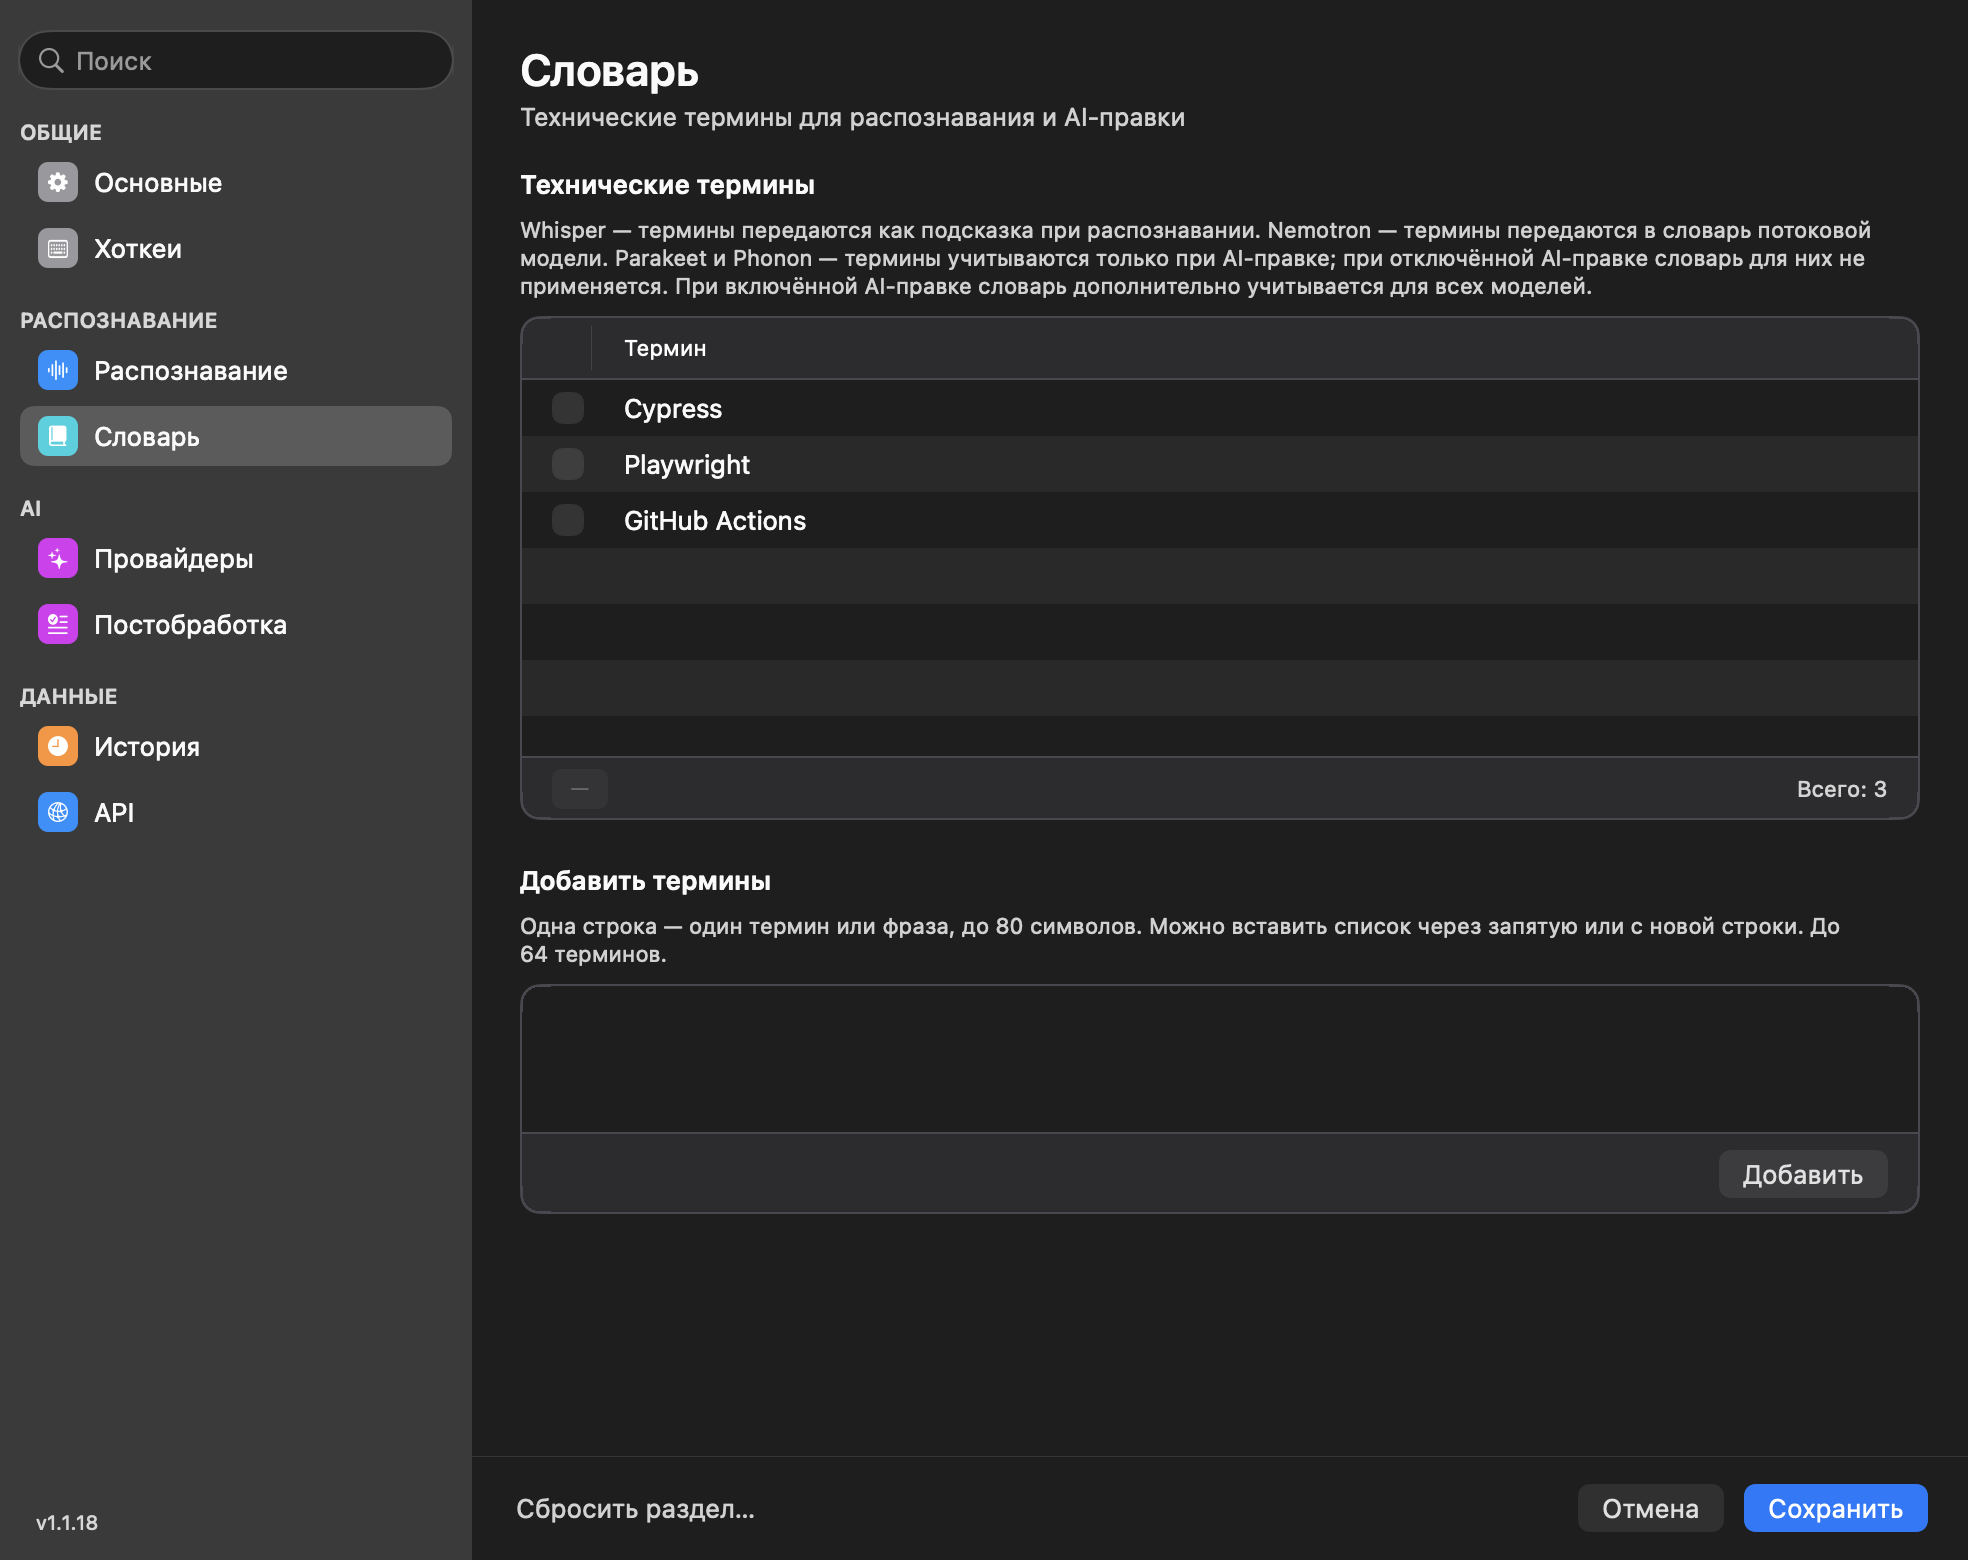 Поиск
ОБЩИЕ
Основные
Хоткеи
РАСПОЗНАВАНИЕ
Распознавание
Словарь
AI
Провайдеры
Постобработка
ДАННЫЕ
История
API
v1.1.18
Словарь
Технические термины для распознавания и AI-правки
Технические термины
Whisper — термины передаются как подсказка при распознавании. Nemotron — термины передаются в словарь потоковой
модели. Parakeet и Phonon — термины учитываются только при AI-правке; при отключённой AI-правке словарь для них не
применяется. При включённой AI-правке словарь дополнительно учитывается для всех моделей.
Термин
Cypress
Playwright
GitHub Actions
Всего: 3
Добавить термины
Одна строка — один термин или фраза, до 80 символов. Можно вставить список через запятую или с новой строки. До
64 терминов.
Добавить
Сбросить раздел...
Отмена
Сохранить